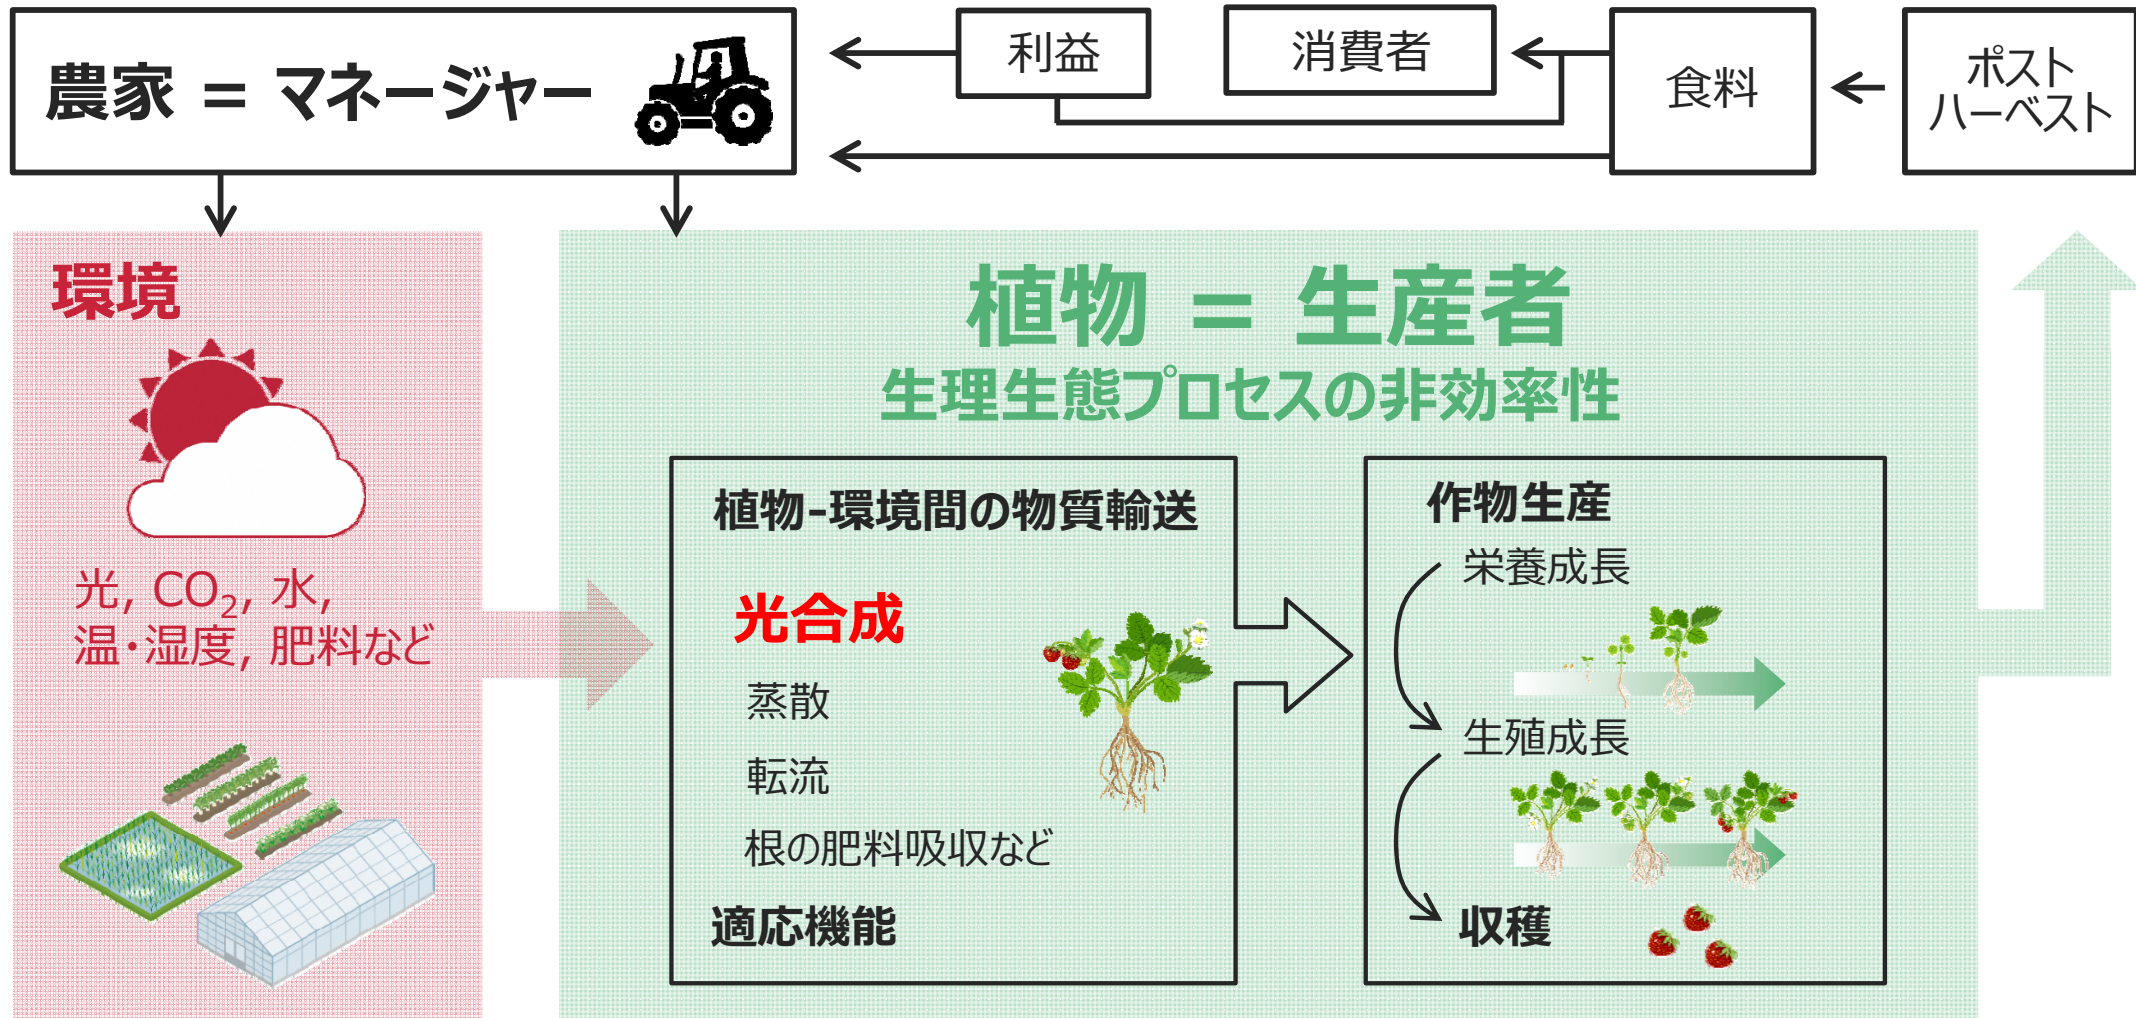 農家 = マネージャー
利益
消費者
食料
ポスト
ハーベスト
環境
光, CO₂, 水,
温・湿度, 肥料など
植物 = 生産者
生理生態プロセスの非効率性
植物-環境間の物質輸送
光合成
蒸散
転流
根の肥料吸収など
適応機能
作物生産
栄養成長
生殖成長
収穫